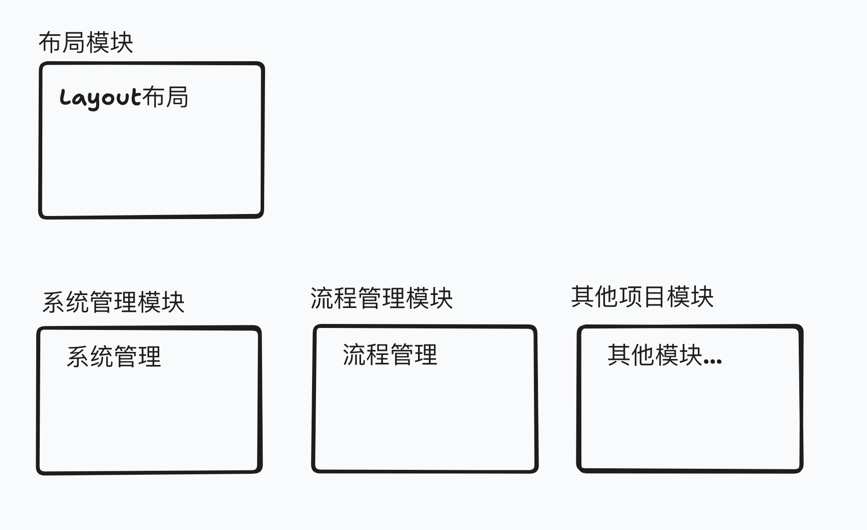 布局模块
Layout布局
系统管理模块
流程管理模块
其他项目模块
系统管理
流程管理
其他模块...